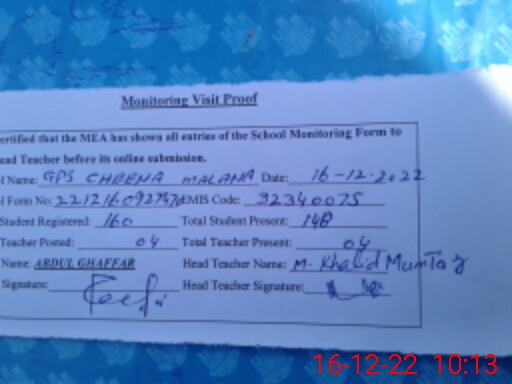 Monitoring Visit Proof
ertified that the MEA has shown all entries of the School Monitoring Form to
ead Teacher before its online submission.
l Name: GPS CHEENA MALANA Date: 16-12-2022
l Form No: EMIS Code: 32340075
Student Registered: 160 Total Student Present: 148
Teacher Posted: 04 Total Teacher Present: 04
Name: ABDUL GHAFFAR Head Teacher Name: M. Khalid Mumtaz
Signature: Head Teacher Signature:
16-12-22 10:13